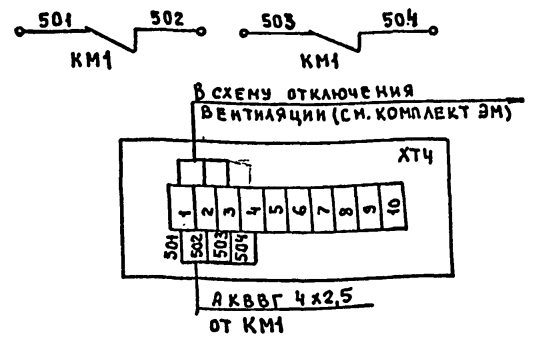 501 502 503 504
КМ1 КМ1
В СХЕМУ ОТКЛЮЧЕНИЯ
ВЕНТИЛЯЦИИ (СМ. КОМПЛЕКТ ЭМ)
ХТ4
1 2 3 4 5 6 7 8 9 10
501 502 503 504
АКВВГ 4х2,5
ОТ КМ1